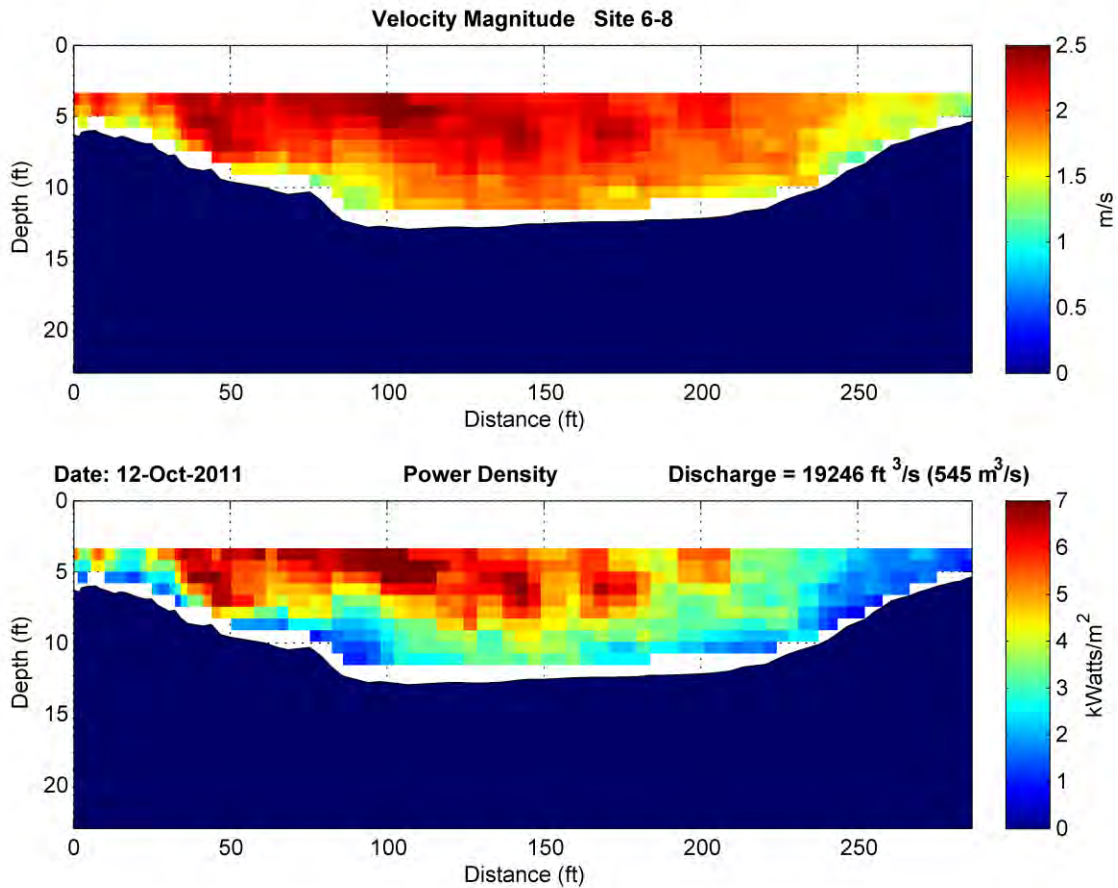 Velocity Magnitude Site 6-8
0
5
10
15
20
Depth (ft)
0 50 100 150 200 250
Distance (ft)
2.5
2
1.5
1
0.5
0
m/s
Date: 12-Oct-2011 Power Density Discharge = 19246 ft ³/s (545 m³/s)
0
5
10
15
20
Depth (ft)
0 50 100 150 200 250
Distance (ft)
7
6
5
4
3
2
1
0
kWatts/m²